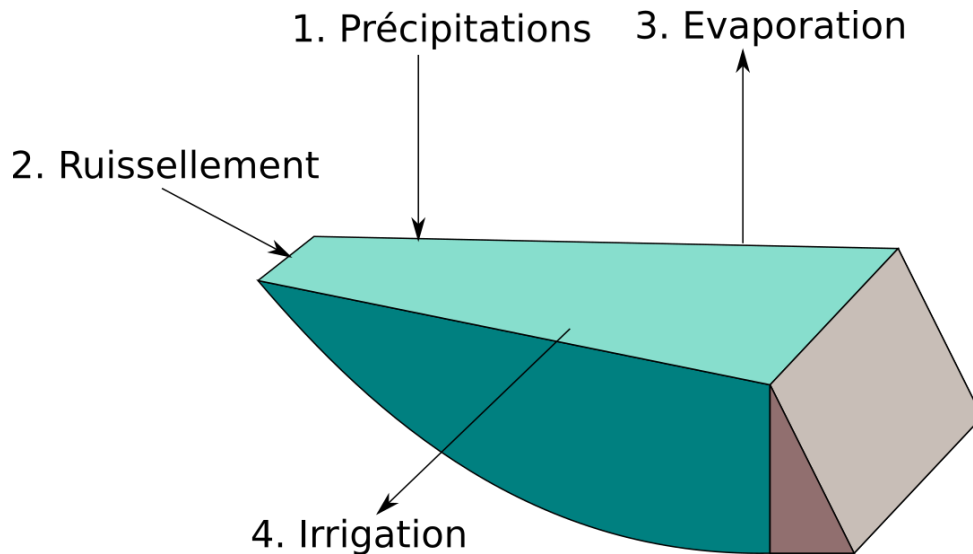 1. Précipitations
3. Evaporation
2. Ruissellement
4. Irrigation